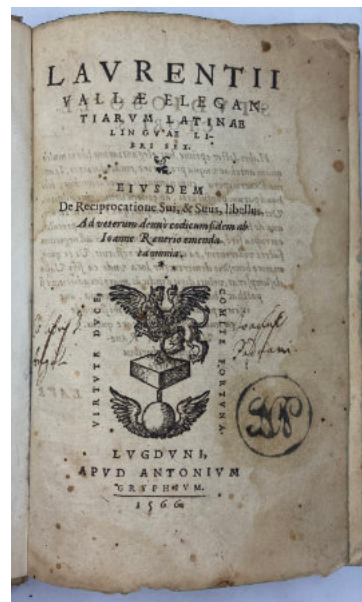 LAVRENTII
VALLÆ ELEGAN
TIARVM LATINAE
LINGVAE LI-
BRI SEX.
EIVSDEM
De Reciprocatione Sui, & Suus, libellus.
Ad veterum denuò codicum fidem ab
Ioanne Raenerio emenda
ta omnia.
VIRTVTE DVCE,
COMITE FORTVNA.
LVGDVNI,
APVD ANTONIVM
GRYPHIVM.
1566